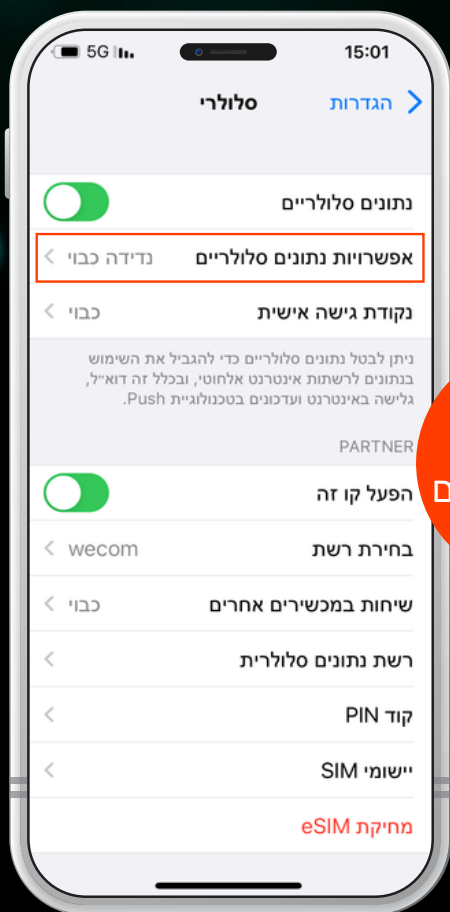 15:01 5G
הגדרות סלולרי
נתונים סלולריים
אפשרויות נתונים סלולריים נדידה כבוי
נקודת גישה אישית כבוי
ניתן לבטל נתונים סלולריים כדי להגביל את השימוש
בנתונים לרשתות אינטרנט אלחוטי, ובכלל זה דוא״ל,
גלישה באינטרנט ועדכונים בטכנולוגיית Push.
PARTNER
הפעל קו זה
בחירת רשת wecom
שיחות במכשירים אחרים כבוי
רשת נתונים סלולרית
קוד PIN
יישומי SIM
מחיקת eSIM